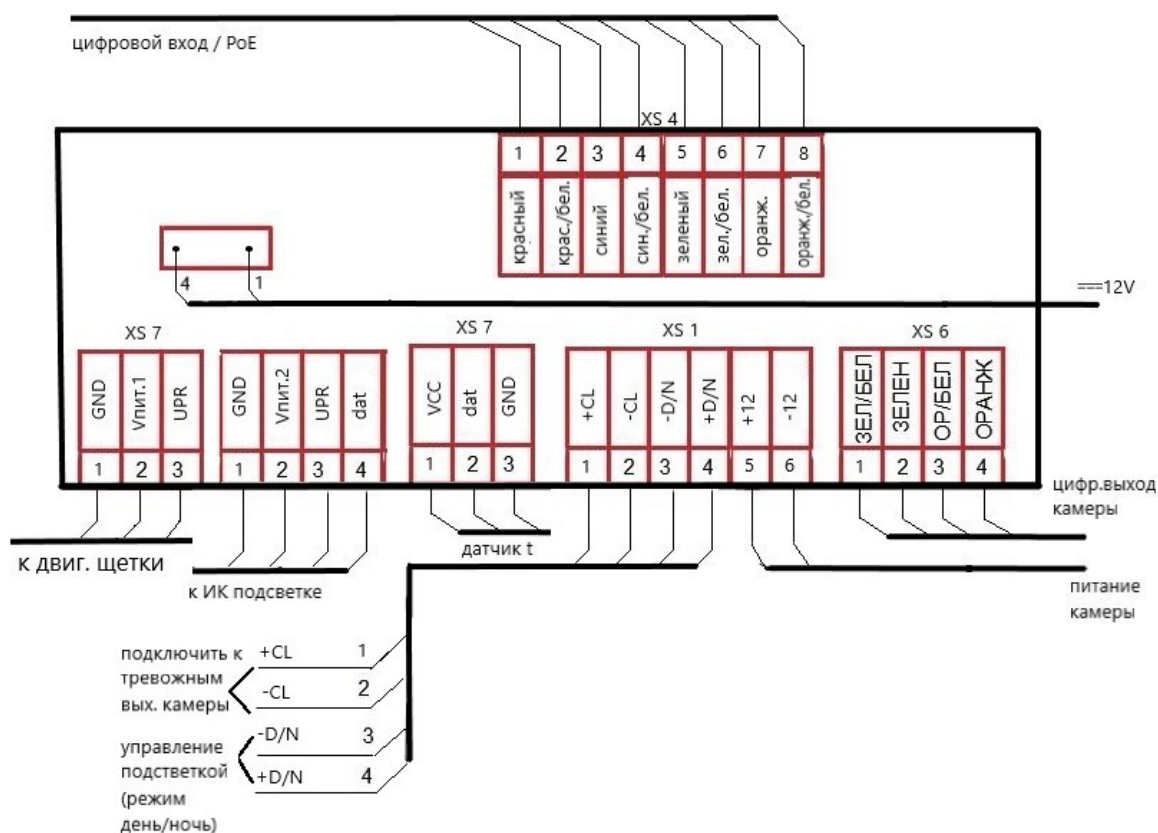 цифровой вход / PoE
XS 4
1 2 3 4 5 6 7 8
красный крас./бел. синий син./бел. зеленый зел./бел. оранж. оранж./бел.
4 1
===12V
XS 7 XS 7 XS 1 XS 6
GND Vпит.1 UPR GND Vпит.2 UPR dat VCC dat GND +CL -CL -D/N +D/N +12 -12 ЗЕЛ/БЕЛ ЗЕЛЕН ОР/БЕЛ ОРАНЖ
1 2 3 1 2 3 4 1 2 3 1 2 3 4 5 6 1 2 3 4
цифр.выход
камеры
к двиг. щетки
датчик t
к ИК подсветке
питание
камеры
подключить к
тревожным
вых. камеры
+CL 1
-CL 2
управление
подстветкой
(режим
день/ночь)
-D/N 3
+D/N 4